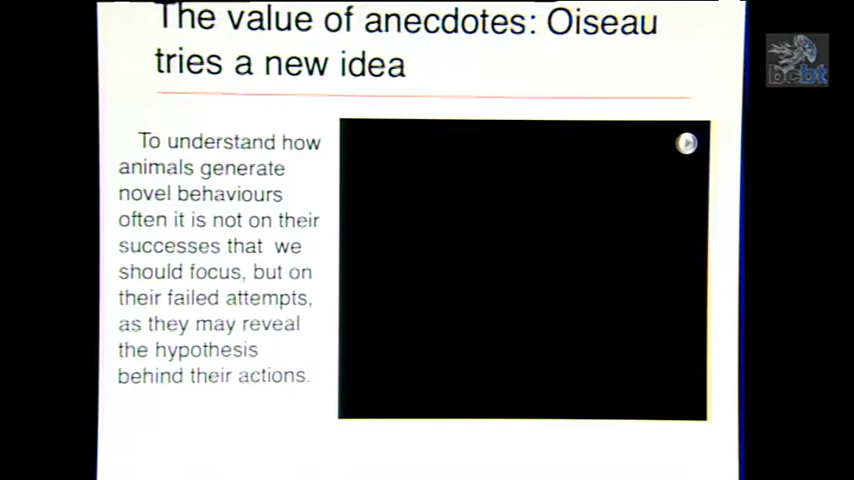 The value of anecdotes: Oiseau
tries a new idea
To understand how
animals generate
novel behaviours
often it is not on their
successes that we
should focus, but on
their failed attempts,
as they may reveal
the hypothesis
behind their actions.
bcbt